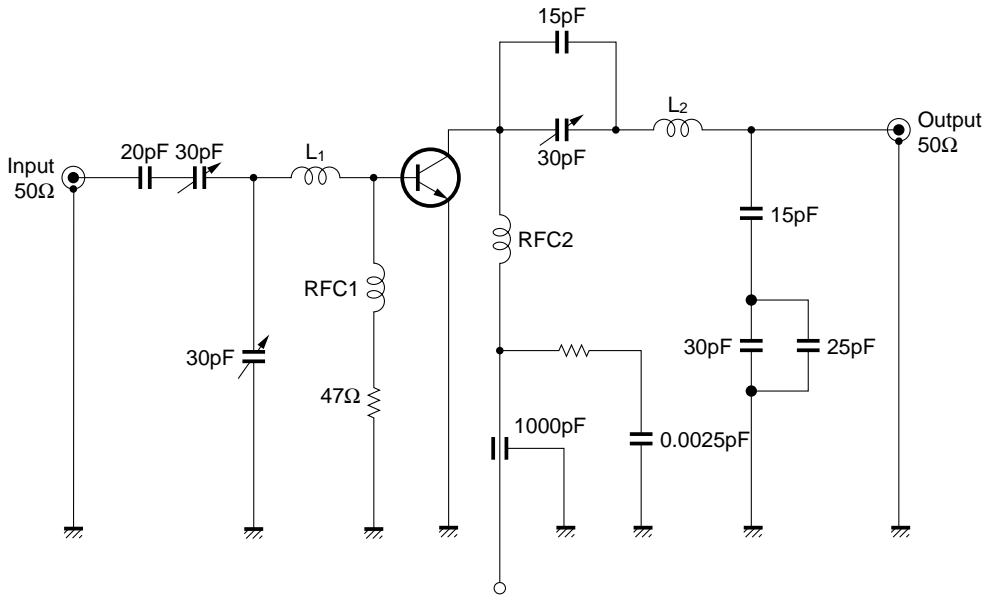 15pF
30pF
L2
Output
50Ω
Input
50Ω
20pF
30pF
L1
15pF
RFC2
RFC1
30pF
30pF
25pF
47Ω
1000pF
0.0025pF